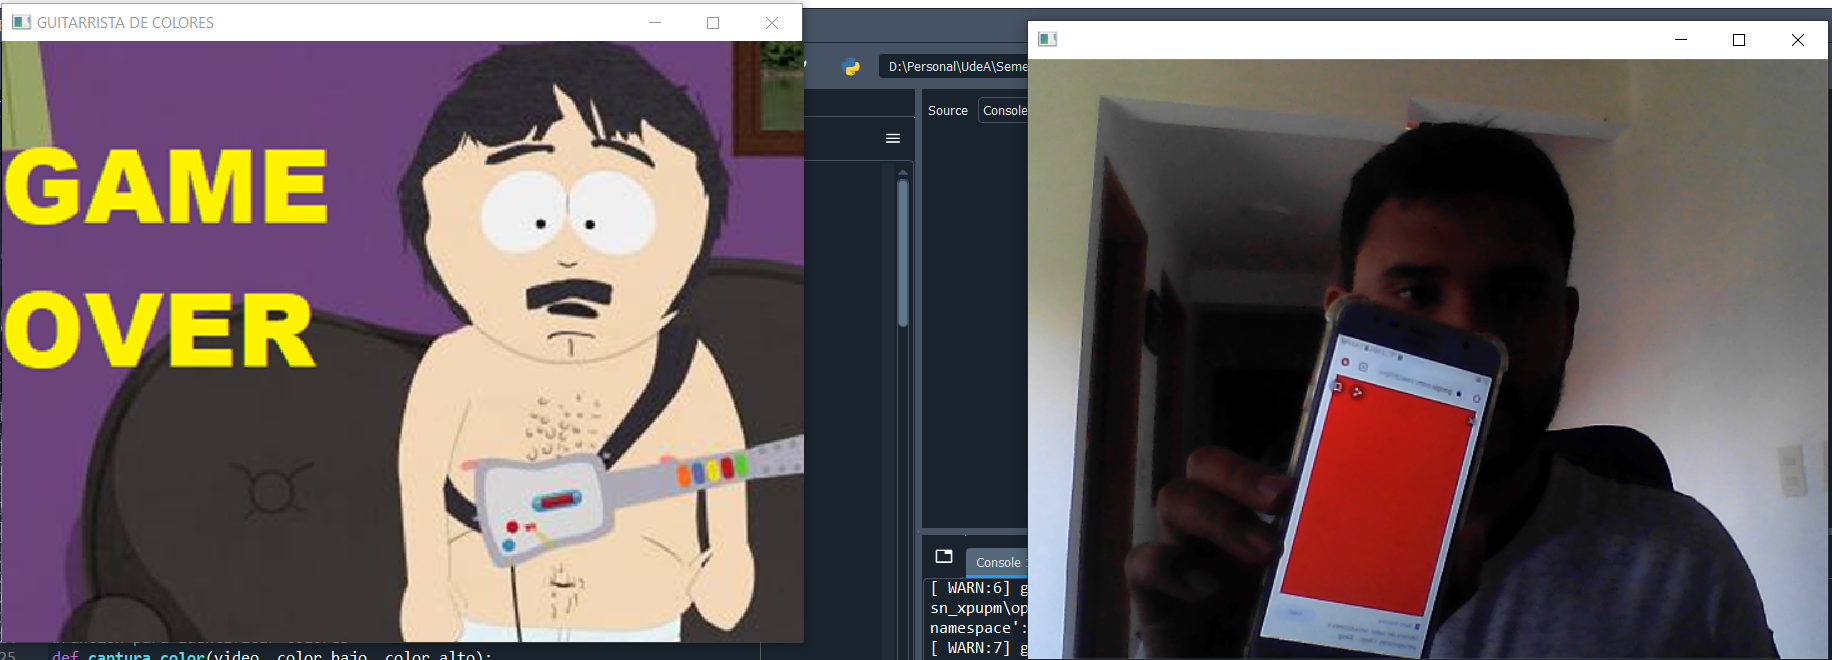 GUITARRISTA DE COLORES
GAME
OVER
D:\Personal\UdeA\Seme
Source
Console
Console
[ WARN:6] g
sn_xpupm\op
namespace':
[ WARN:7] g
25
def captura_color(video, color_bajo, color_alto):